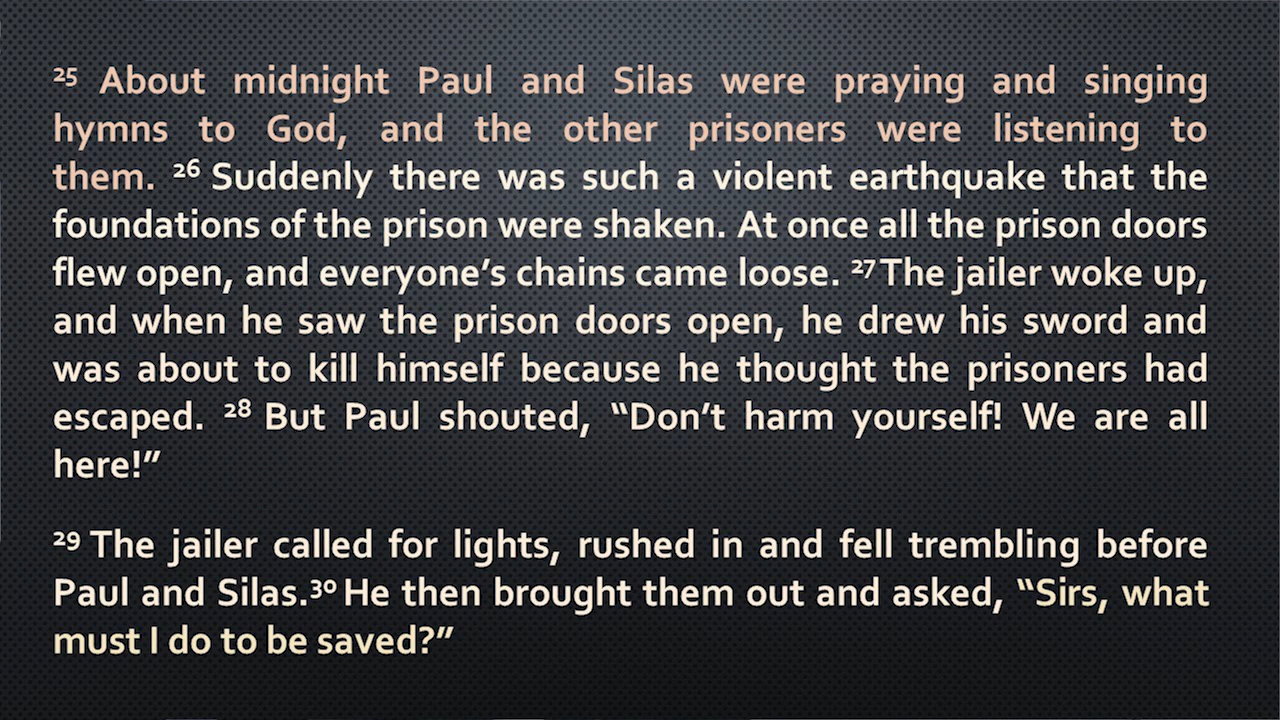 ²⁵ About midnight Paul and Silas were praying and singing
hymns to God, and the other prisoners were listening to
them. ²⁶ Suddenly there was such a violent earthquake that the
foundations of the prison were shaken. At once all the prison doors
flew open, and everyone’s chains came loose. ²⁷ The jailer woke up,
and when he saw the prison doors open, he drew his sword and
was about to kill himself because he thought the prisoners had
escaped. ²⁸ But Paul shouted, “Don’t harm yourself! We are all
here!”
²⁹ The jailer called for lights, rushed in and fell trembling before
Paul and Silas.³⁰ He then brought them out and asked, “Sirs, what
must I do to be saved?”